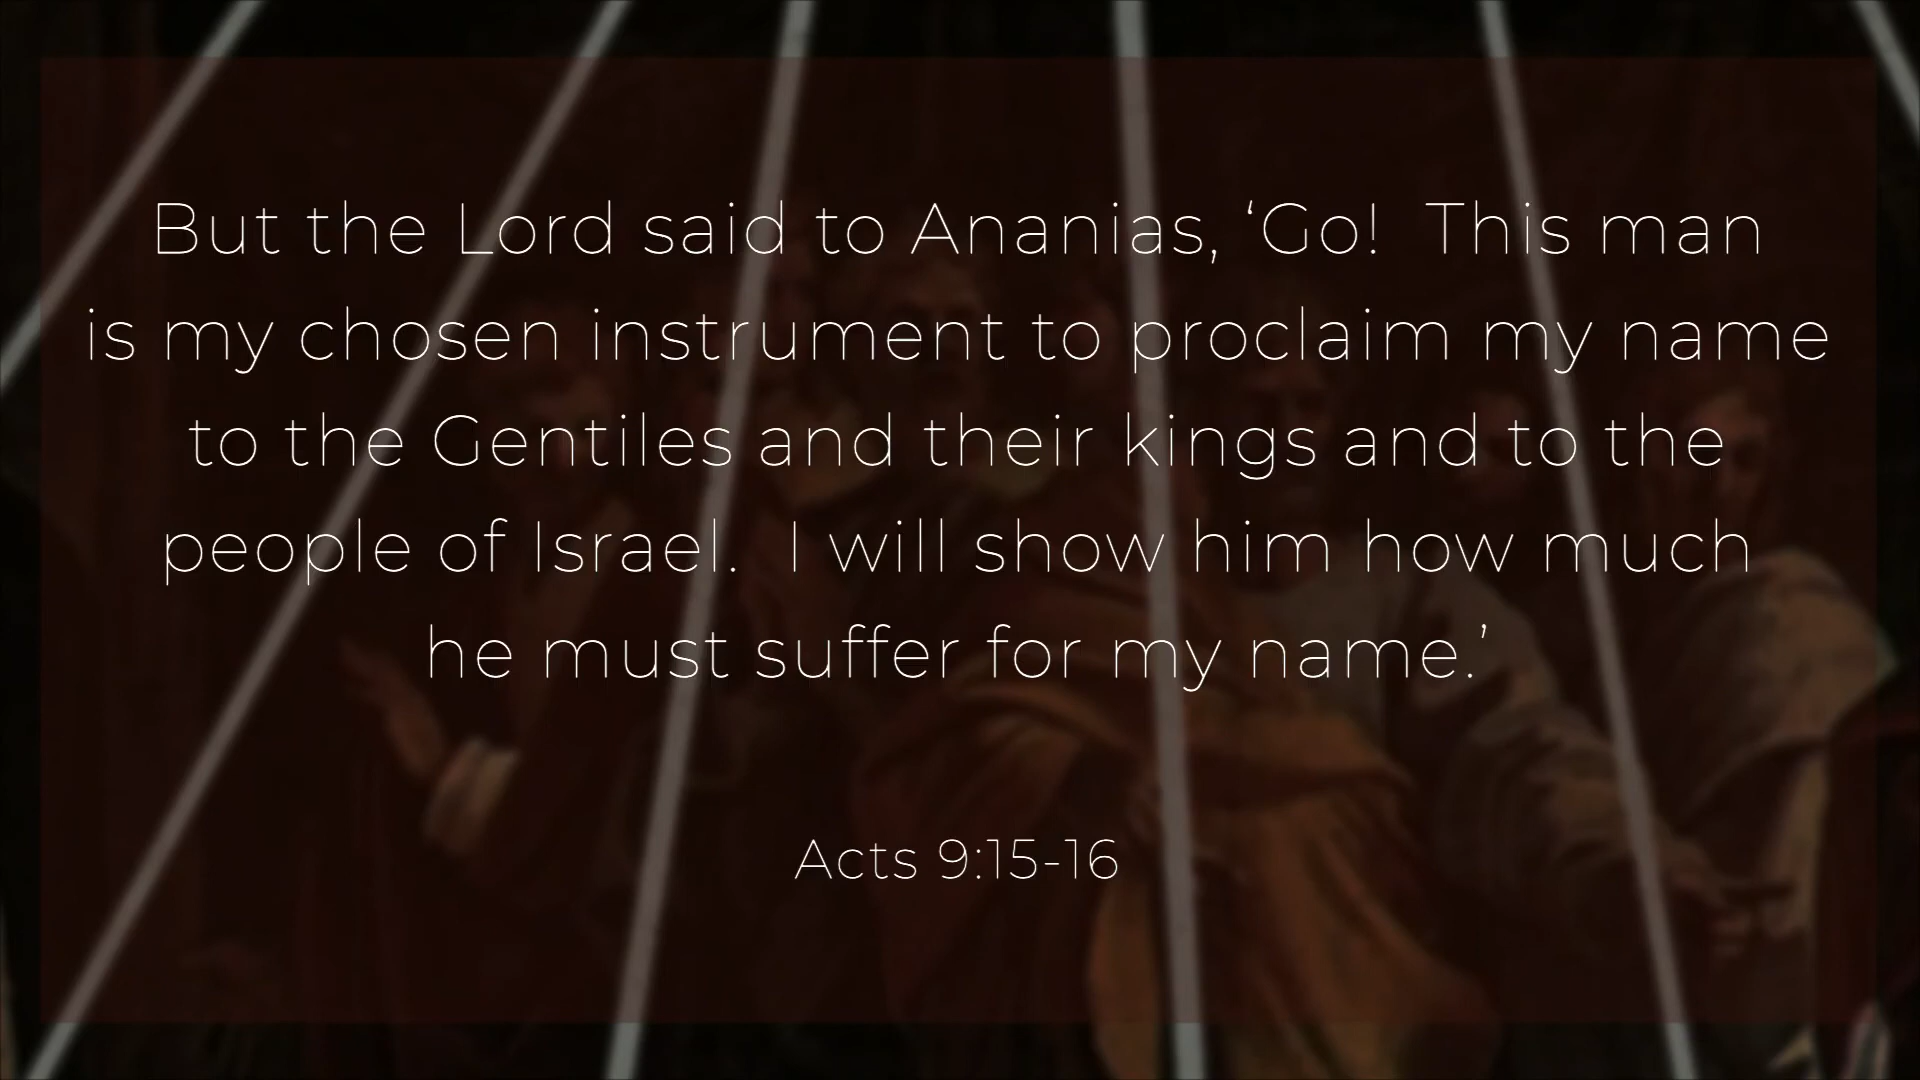 But the Lord said to Ananias, ‘Go!  This man
is my chosen instrument to proclaim my name
to the Gentiles and their kings and to the
people of Israel.  I will show him how much
he must suffer for my name.’
Acts 9:15-16